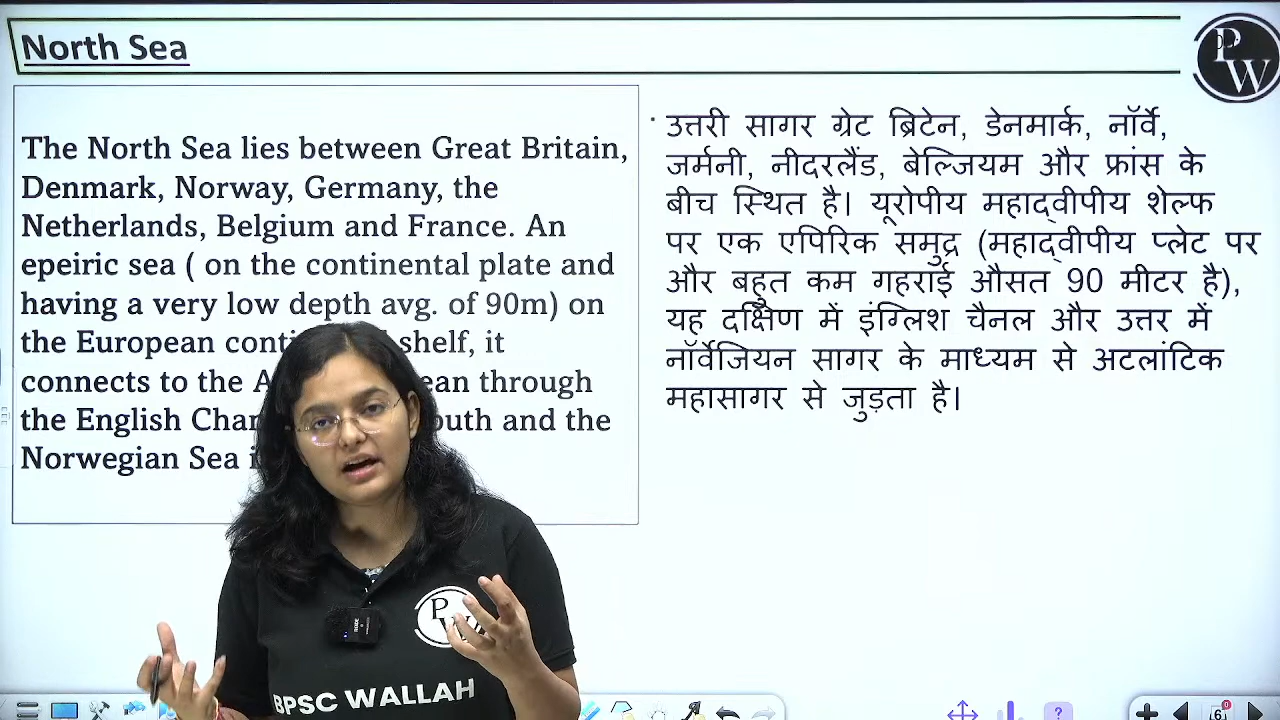 North Sea
PW
The North Sea lies between Great Britain,
Denmark, Norway, Germany, the
Netherlands, Belgium and France. An
epeiric sea ( on the continental plate and
having a very low depth avg. of 90m) on
the European shelf, it
connects to the through
the English and the
Norwegian Sea
उत्तरी सागर ग्रेट ब्रिटेन, डेनमार्क, नॉर्वे,
जर्मनी, नीदरलैंड, बेल्जियम और फ्रांस के
बीच स्थित है। यूरोपीय महाद्वीपीय शेल्फ
पर एक एपिरिक समुद्र (महाद्वीपीय प्लेट पर
और बहुत कम गहराई औसत 90 मीटर है),
यह दक्षिण में इंग्लिश चैनल और उत्तर में
नॉर्वेजियन सागर के माध्यम से अटलांटिक
महासागर से जुड़ता है।
PW
BPSC WALLAH